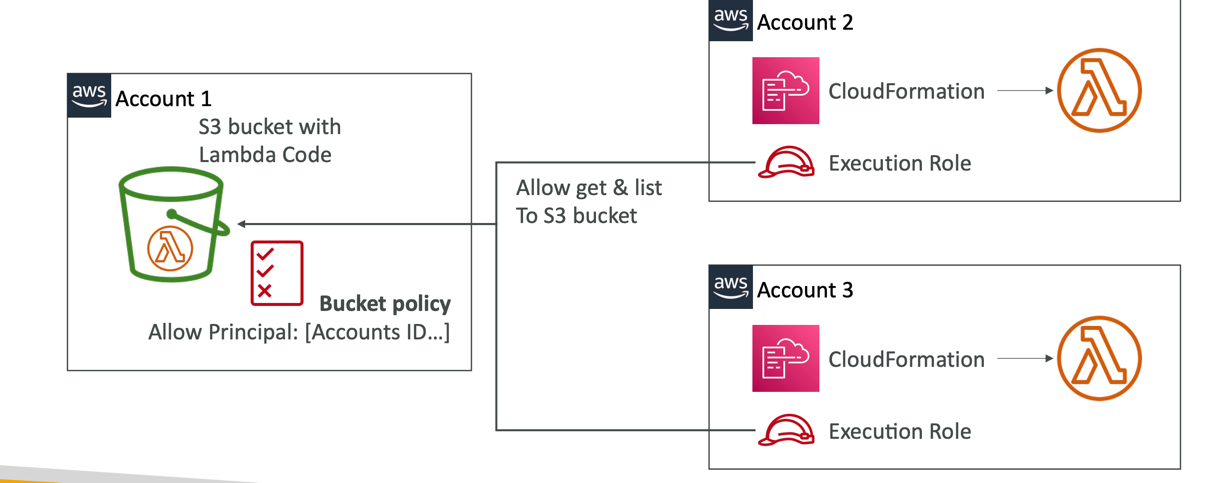 aws
Account 1
S3 bucket with
Lambda Code
Bucket policy
Allow Principal: [Accounts ID…]
Allow get & list
To S3 bucket
aws
Account 2
CloudFormation
Execution Role
aws
Account 3
CloudFormation
Execution Role